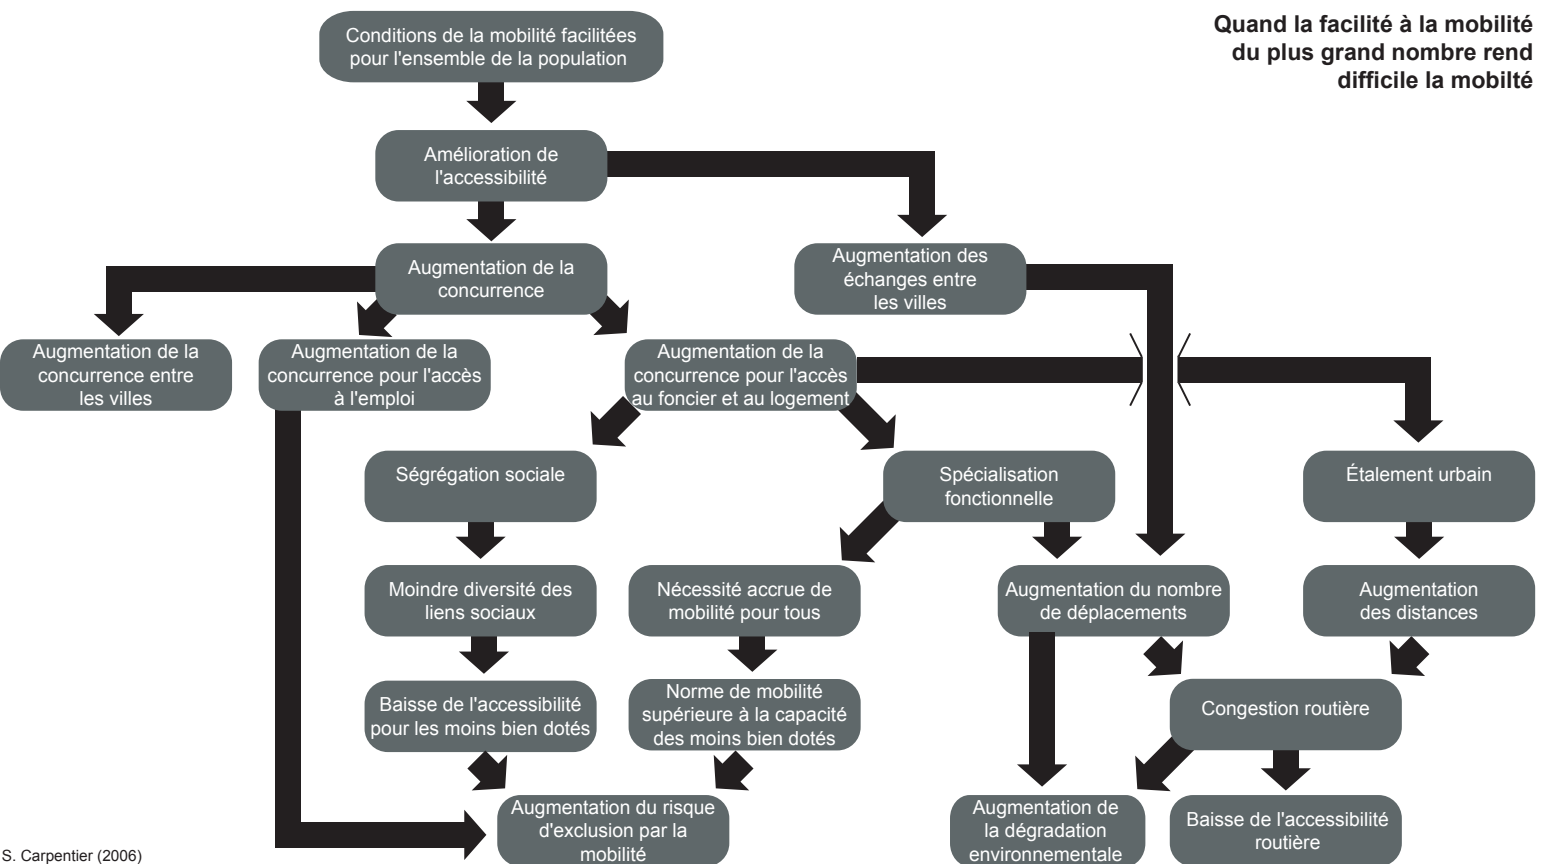 Quand la facilité à la mobilité
du plus grand nombre rend
difficile la mobilté
Conditions de la mobilité facilitées
pour l'ensemble de la population
Amélioration de
l'accessibilité
Augmentation de la
concurrence
Augmentation des
échanges entre
les villes
Augmentation de la
concurrence entre
les villes
Augmentation de la
concurrence pour l'accès
à l'emploi
Augmentation de la
concurrence pour l'accès
au foncier et au logement
Ségrégation sociale
Spécialisation
fonctionnelle
Étalement urbain
Moindre diversité des
liens sociaux
Nécessité accrue de
mobilité pour tous
Augmentation du nombre
de déplacements
Augmentation
des distances
Baisse de l'accessibilité
pour les moins bien dotés
Norme de mobilité
supérieure à la capacité
des moins bien dotés
Congestion routière
Augmentation du risque
d'exclusion par la
mobilité
Augmentation de
la dégradation
environnementale
Baisse de l'accessibilité
routière
S. Carpentier (2006)